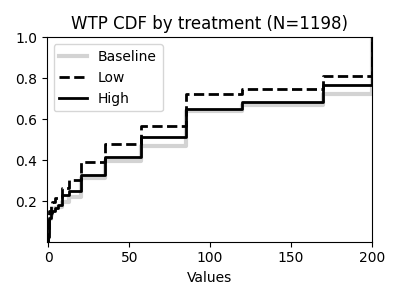 WTP CDF by treatment (N=1198)
1.0
0.8
0.6
0.4
0.2
Baseline
Low
High
0 50 100 150 200
Values